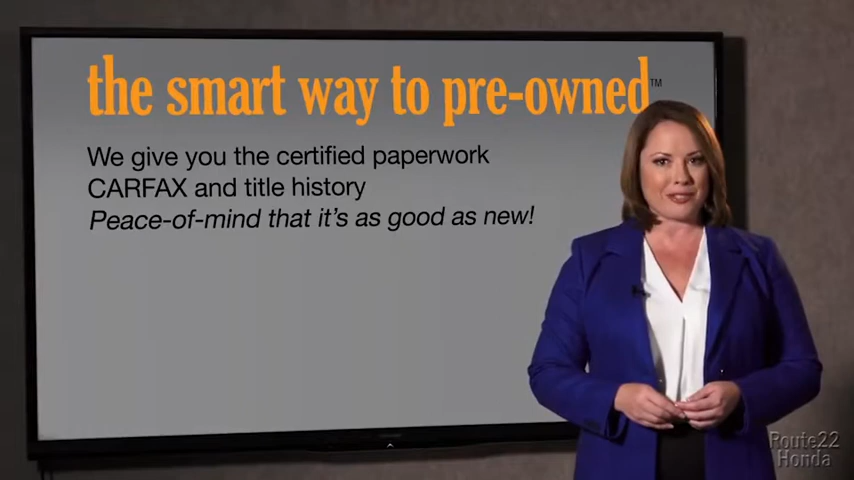 the smart way to pre-owned™
We give you the certified paperwork
CARFAX and title history
Peace-of-mind that it's as good as new!
Route22
Honda